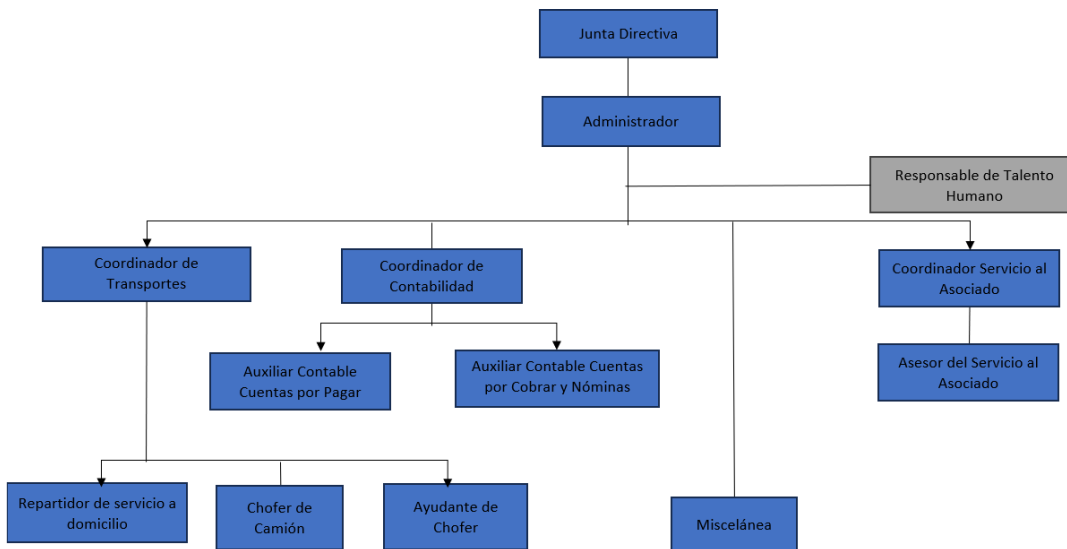 Junta Directiva
Administrador
Responsable de Talento
Humano
Coordinador de
Transportes
Coordinador de
Contabilidad
Coordinador Servicio al
Asociado
Auxiliar Contable
Cuentas por Pagar
Auxiliar Contable Cuentas
por Cobrar y Nóminas
Asesor del Servicio al
Asociado
Repartidor de servicio a
domicilio
Chofer de
Camión
Ayudante de
Chofer
Miscelánea